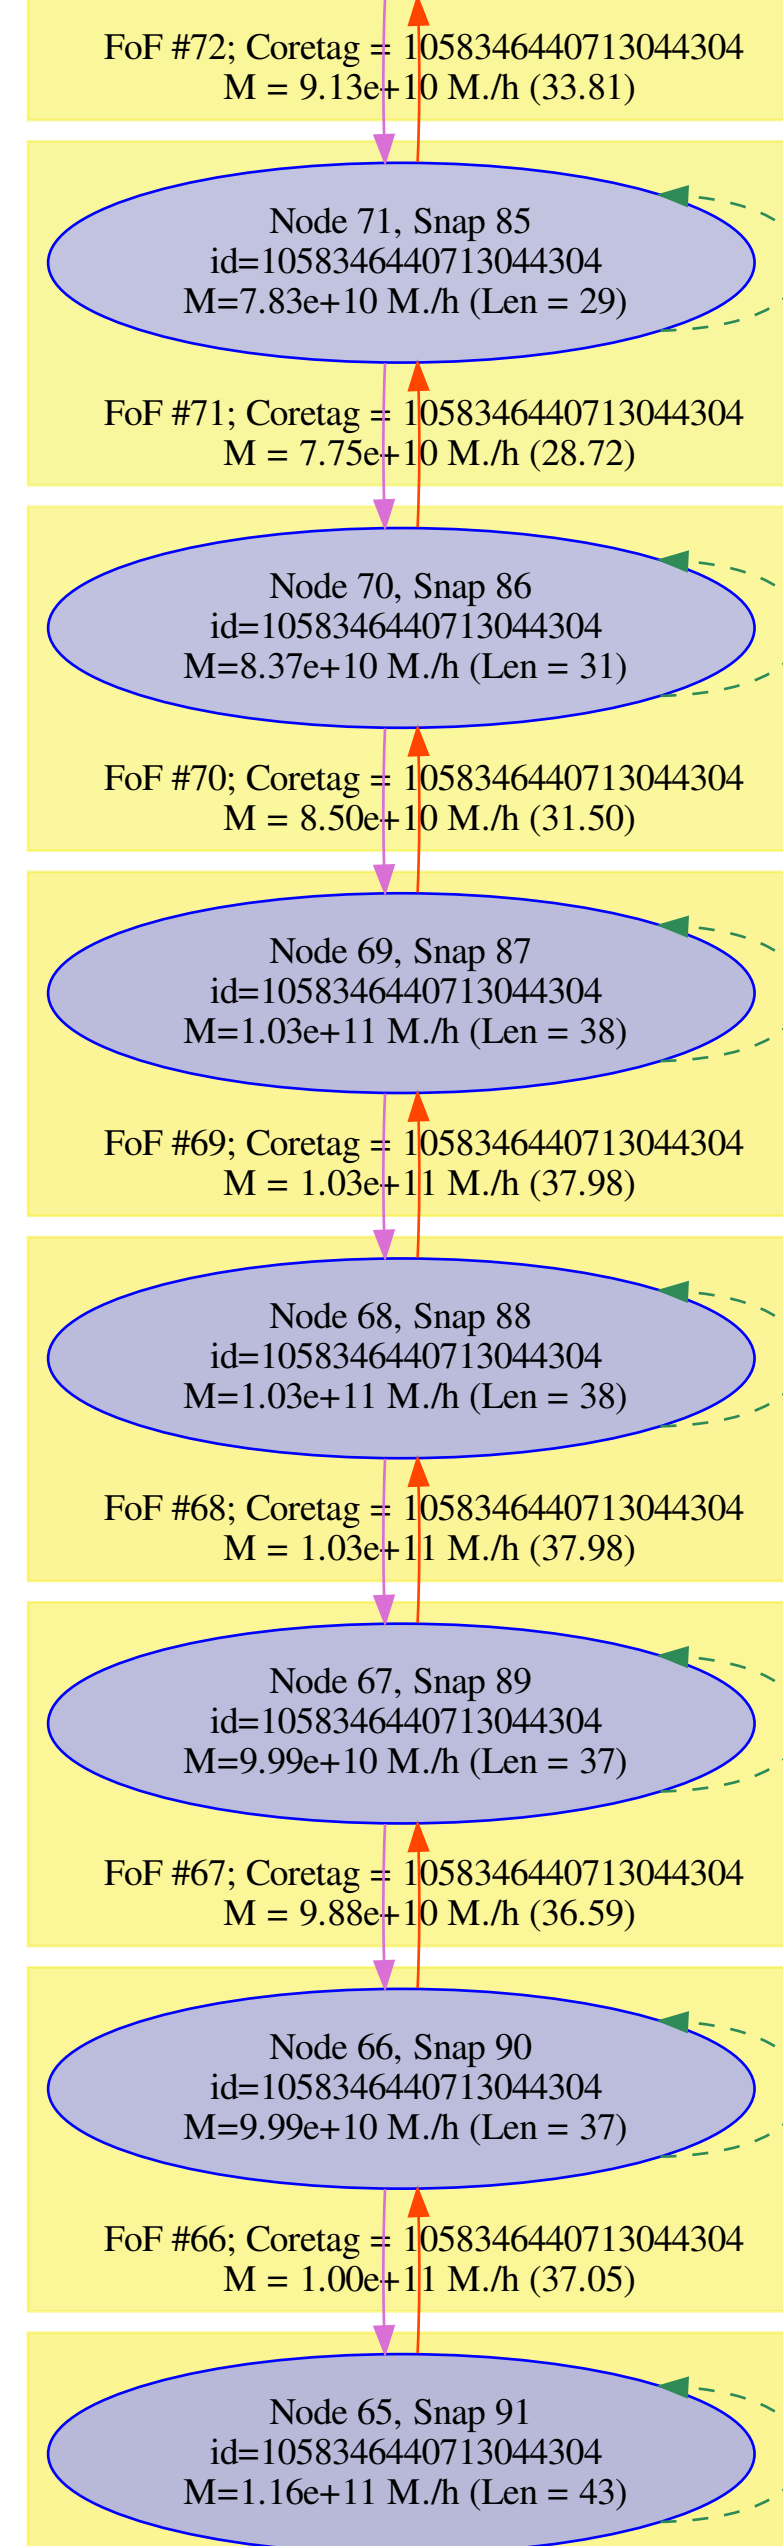 FoF #72; Coretag = 1058346440713044304
M = 9.13e+10 M./h (33.81)
Node 71, Snap 85
id=1058346440713044304
M=7.83e+10 M./h (Len = 29)
FoF #71; Coretag = 1058346440713044304
M = 7.75e+10 M./h (28.72)
Node 70, Snap 86
id=1058346440713044304
M=8.37e+10 M./h (Len = 31)
FoF #70; Coretag = 1058346440713044304
M = 8.50e+10 M./h (31.50)
Node 69, Snap 87
id=1058346440713044304
M=1.03e+11 M./h (Len = 38)
FoF #69; Coretag = 1058346440713044304
M = 1.03e+11 M./h (37.98)
Node 68, Snap 88
id=1058346440713044304
M=1.03e+11 M./h (Len = 38)
FoF #68; Coretag = 1058346440713044304
M = 1.03e+11 M./h (37.98)
Node 67, Snap 89
id=1058346440713044304
M=9.99e+10 M./h (Len = 37)
FoF #67; Coretag = 1058346440713044304
M = 9.88e+10 M./h (36.59)
Node 66, Snap 90
id=1058346440713044304
M=9.99e+10 M./h (Len = 37)
FoF #66; Coretag = 1058346440713044304
M = 1.00e+11 M./h (37.05)
Node 65, Snap 91
id=1058346440713044304
M=1.16e+11 M./h (Len = 43)